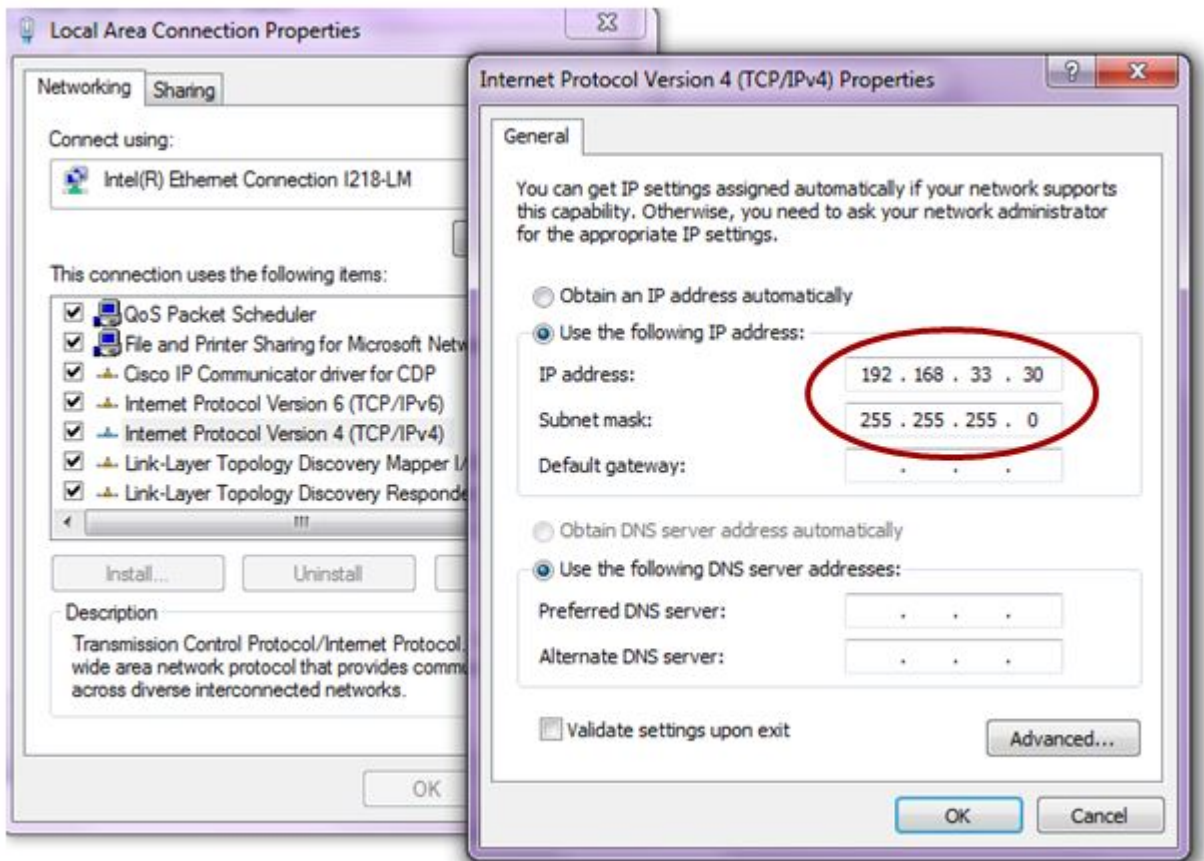 Local Area Connection Properties
Networking
Sharing
Connect using:
Intel(R) Ethernet Connection I218-LM
This connection uses the following items:
QoS Packet Scheduler
File and Printer Sharing for Microsoft Netw
Cisco IP Communicator driver for CDP
Internet Protocol Version 6 (TCP/IPv6)
Internet Protocol Version 4 (TCP/IPv4)
Link-Layer Topology Discovery Mapper I/
Link-Layer Topology Discovery Responde
Install...
Uninstall
Description
Transmission Control Protocol/Internet Protocol.
wide area network protocol that provides commu
across diverse interconnected networks.
OK
Internet Protocol Version 4 (TCP/IPv4) Properties
General
You can get IP settings assigned automatically if your network supports
this capability. Otherwise, you need to ask your network administrator
for the appropriate IP settings.
Obtain an IP address automatically
Use the following IP address:
IP address: 192 . 168 . 33 . 30
Subnet mask: 255 . 255 . 255 . 0
Default gateway: . . .
Obtain DNS server address automatically
Use the following DNS server addresses:
Preferred DNS server: . . .
Alternate DNS server: . . .
Validate settings upon exit
Advanced...
OK
Cancel